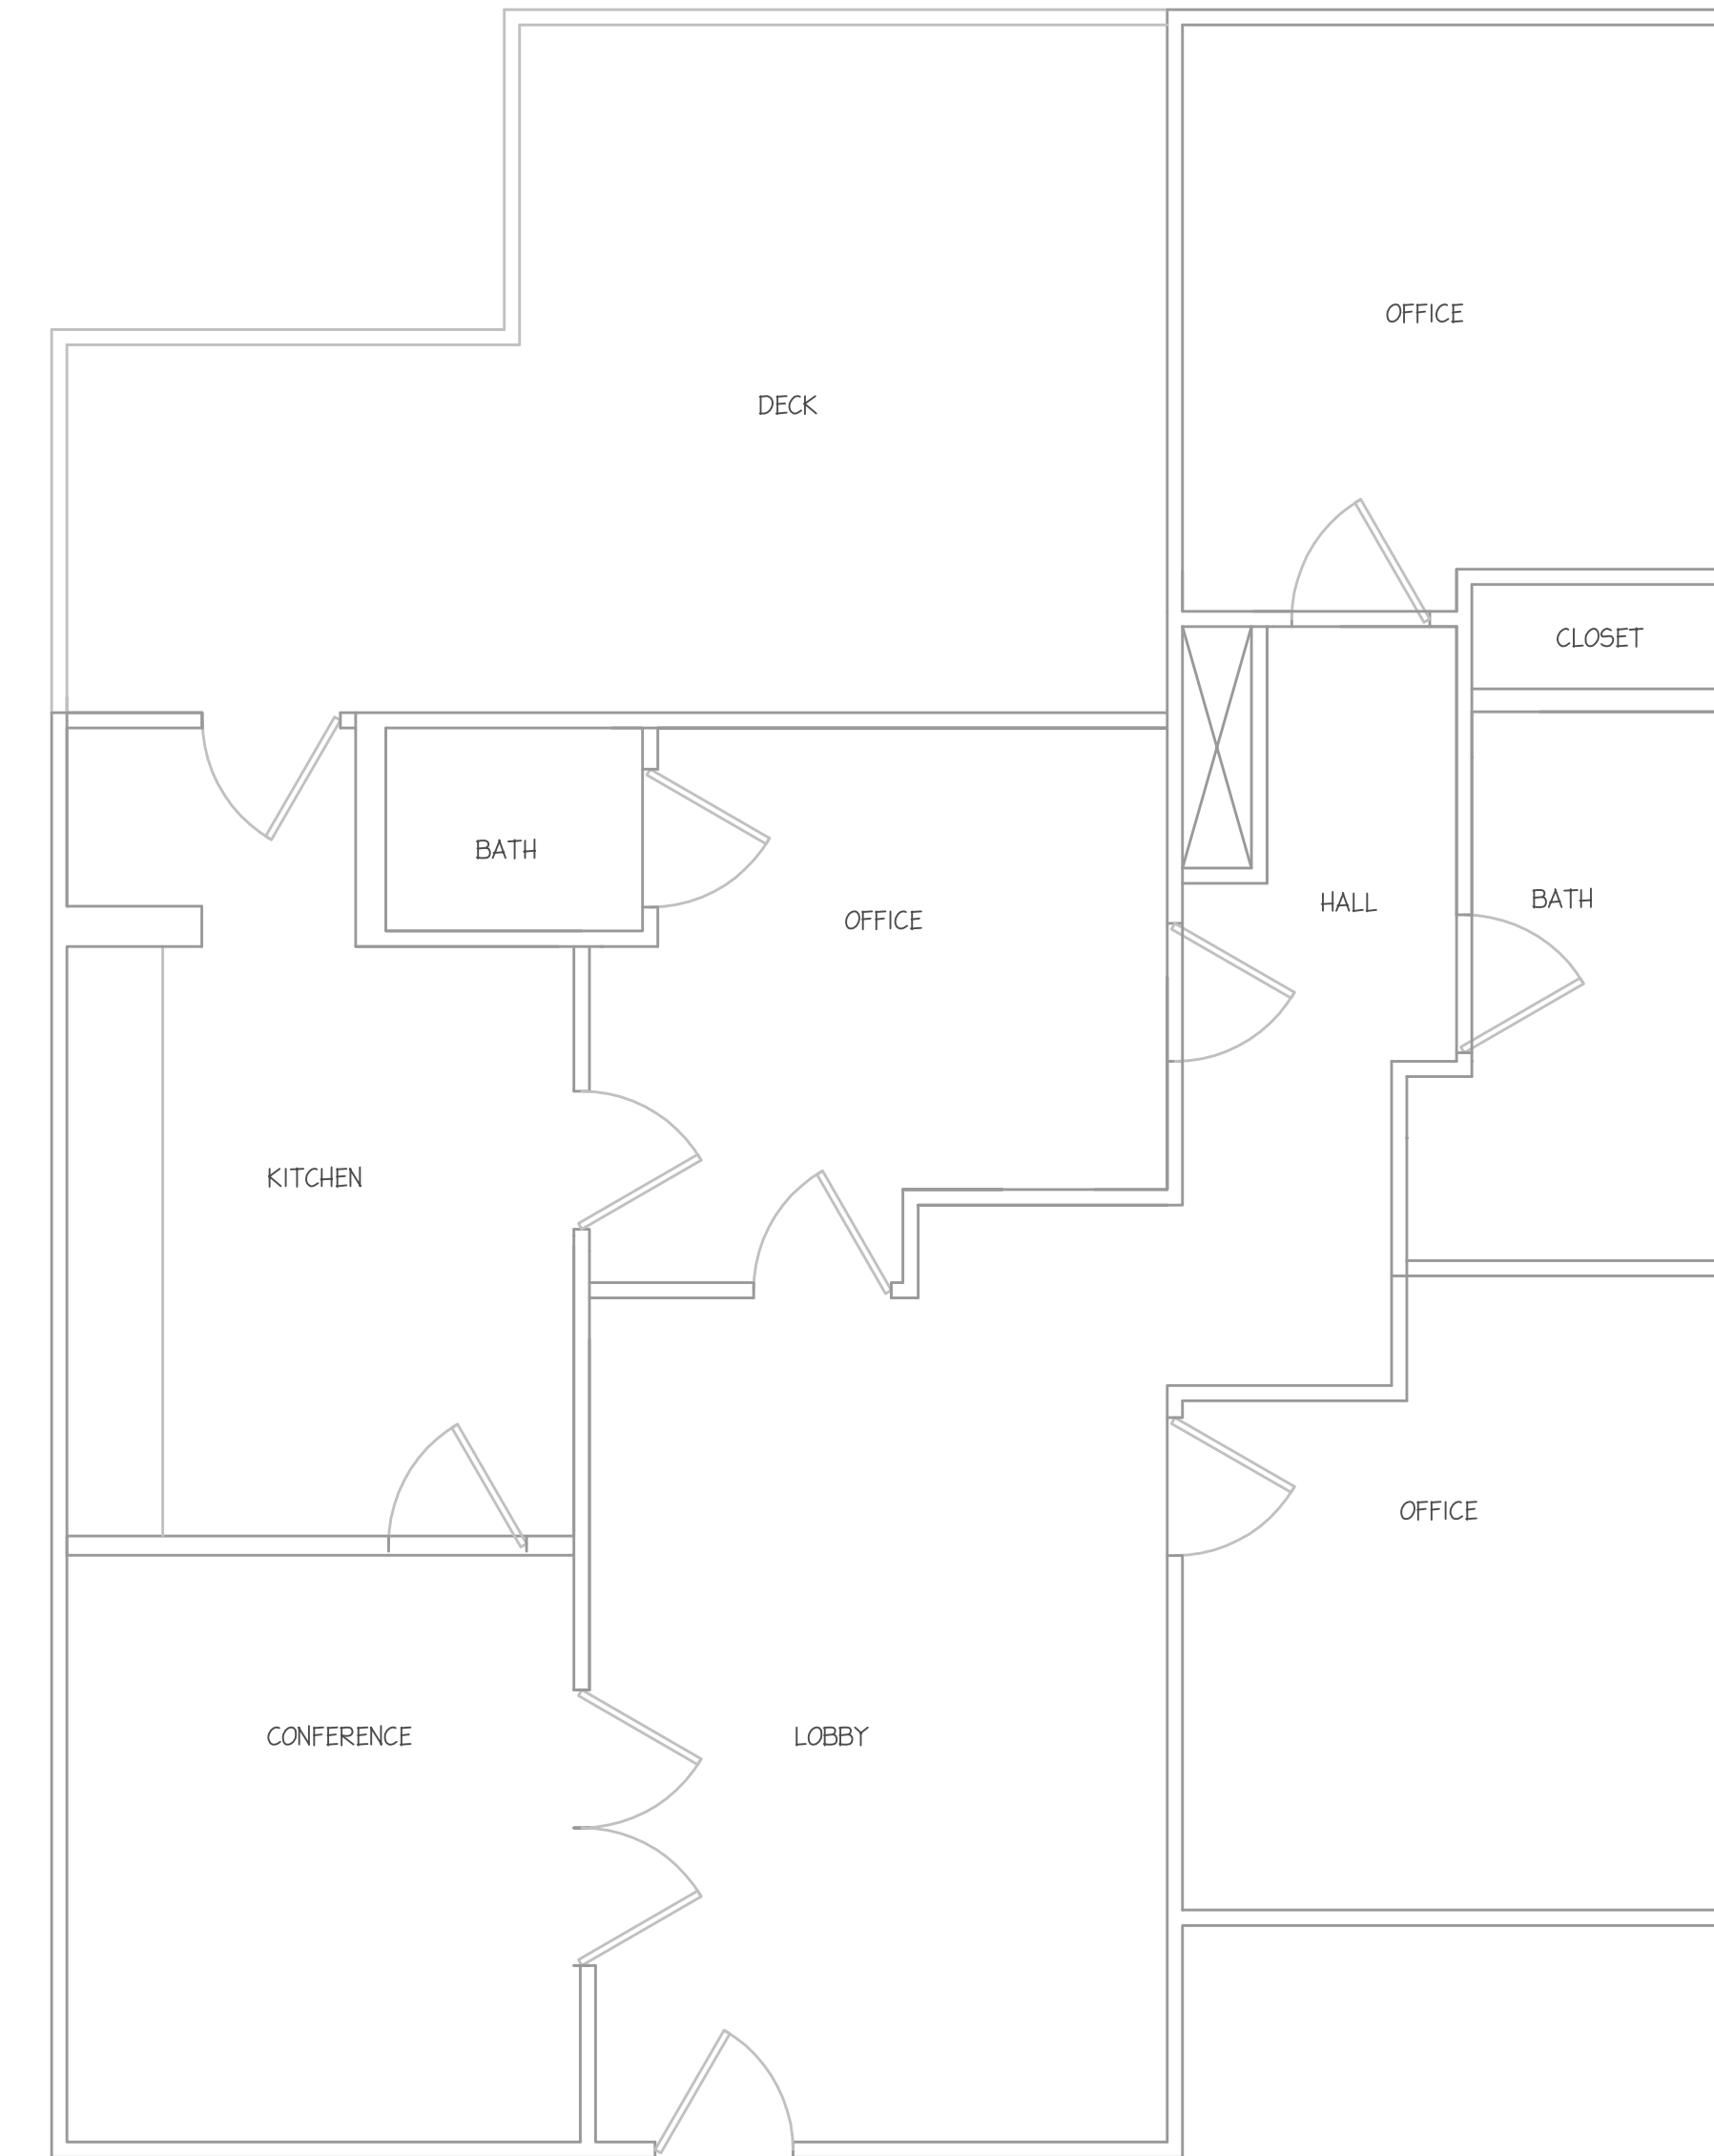 OFFICE
DECK
CLOSET
BATH
OFFICE
HALL
BATH
KITCHEN
OFFICE
CONFERENCE
LOBBY